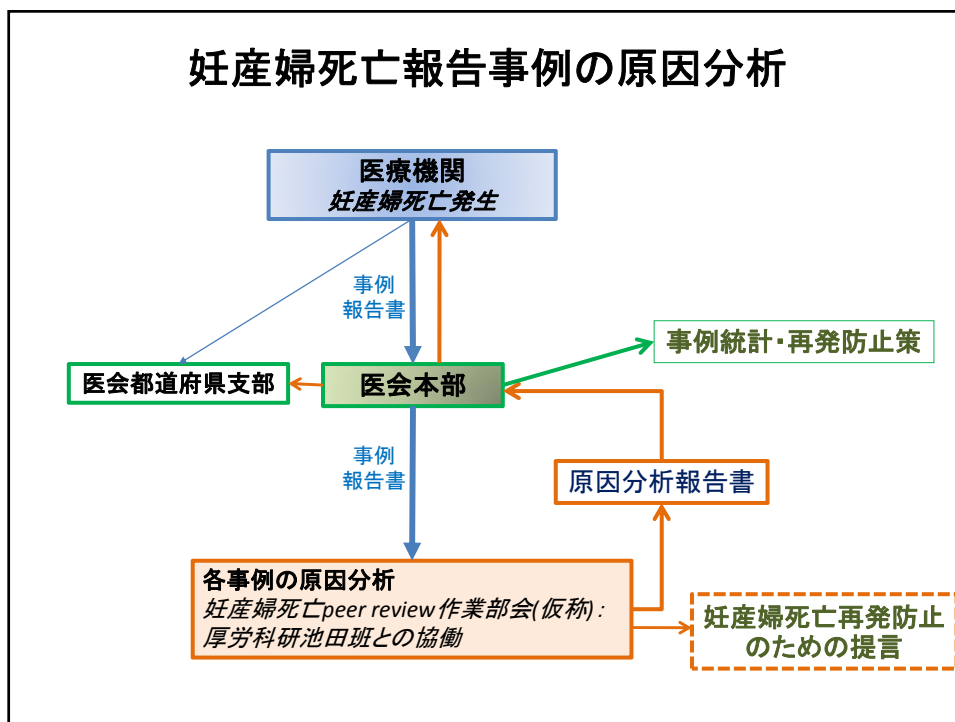 妊産婦死亡報告事例の原因分析
医療機関
妊産婦死亡発生
事例
報告書
事例統計・再発防止策
医会都道府県支部
医会本部
事例
報告書
原因分析報告書
各事例の原因分析
妊産婦死亡peer review作業部会(仮称):
厚労科研池田班との協働
妊産婦死亡再発防止
のための提言